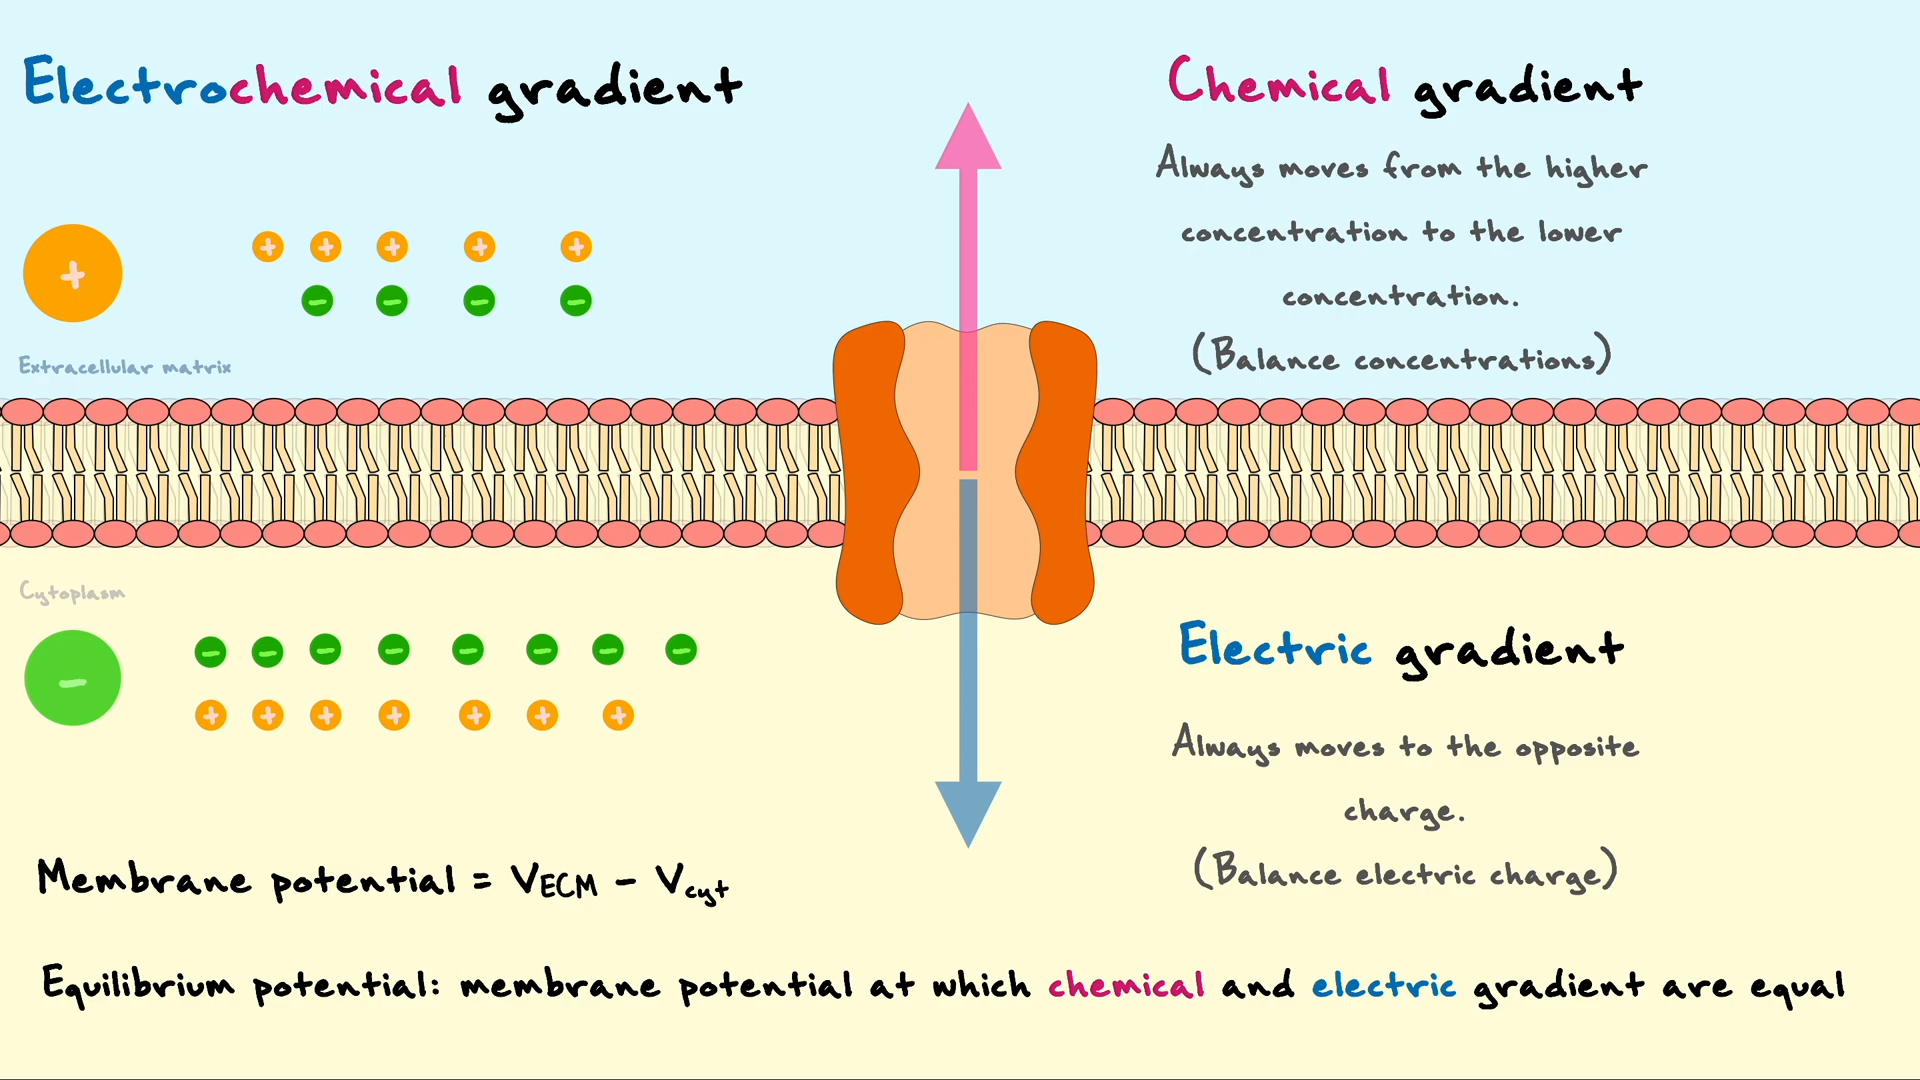 Electrochemical gradient
Chemical gradient
Always moves from the higher
concentration to the lower
concentration.
(Balance concentrations)
+
+ + + + +
− − − −
Extracellular matrix
Cytoplasm
−
− − − − − − − −
+ + + + + + +
Electric gradient
Always moves to the opposite
charge.
(Balance electric charge)
Membrane potential = VECM − Vcyt
Equilibrium potential: membrane potential at which chemical and electric gradient are equal